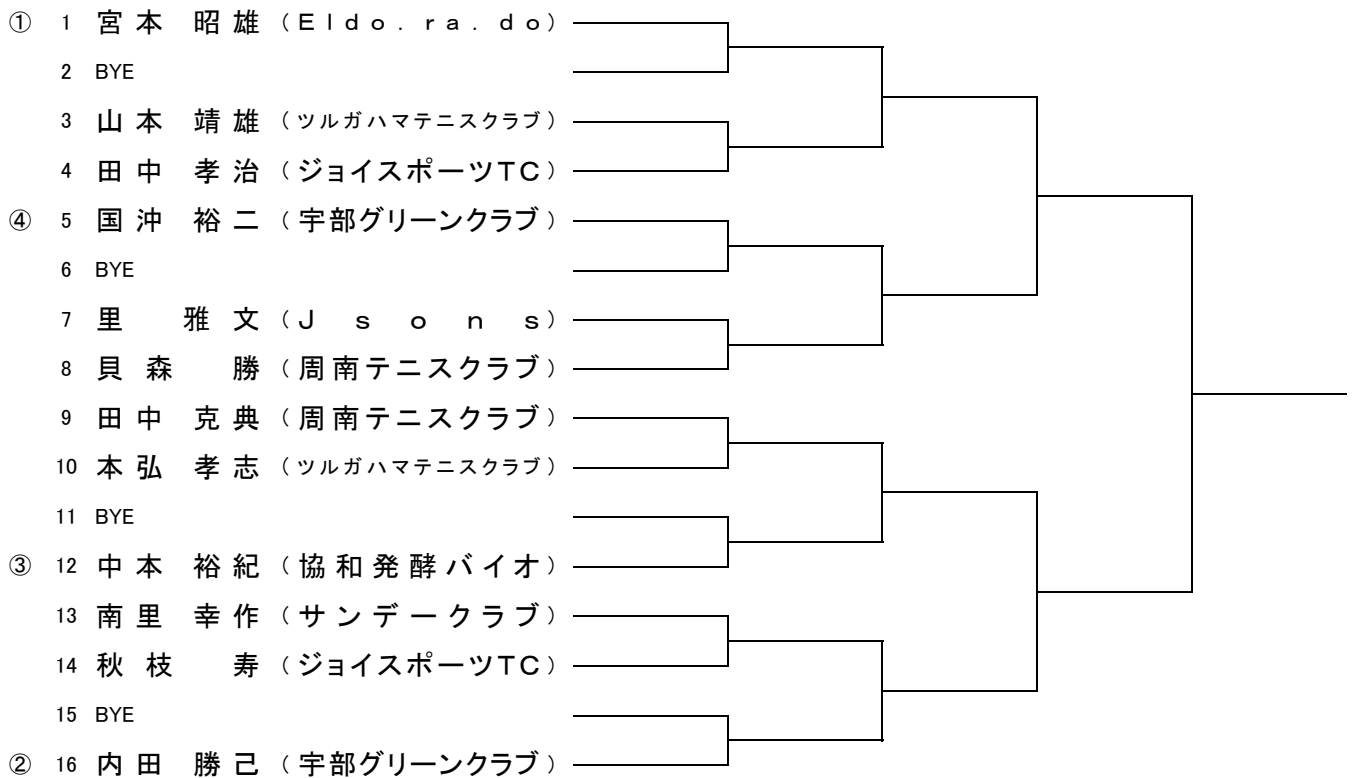 ① 1 宮本 昭雄 (Eldo.ra.do)
2 BYE
3 山本 靖雄 (ツルガハマテニスクラブ)
4 田中 孝治 (ジョイスポーツTC)
④ 5 国沖 裕二 (宇部グリーンクラブ)
6 BYE
7 里 雅文 (Jsons)
8 貝森 勝 (周南テニスクラブ)
9 田中 克典 (周南テニスクラブ)
10 本弘 孝志 (ツルガハマテニスクラブ)
11 BYE
③ 12 中本 裕紀 (協和発酵バイオ)
13 南里 幸作 (サンデークラブ)
14 秋枝 寿 (ジョイスポーツTC)
15 BYE
② 16 内田 勝己 (宇部グリーンクラブ)